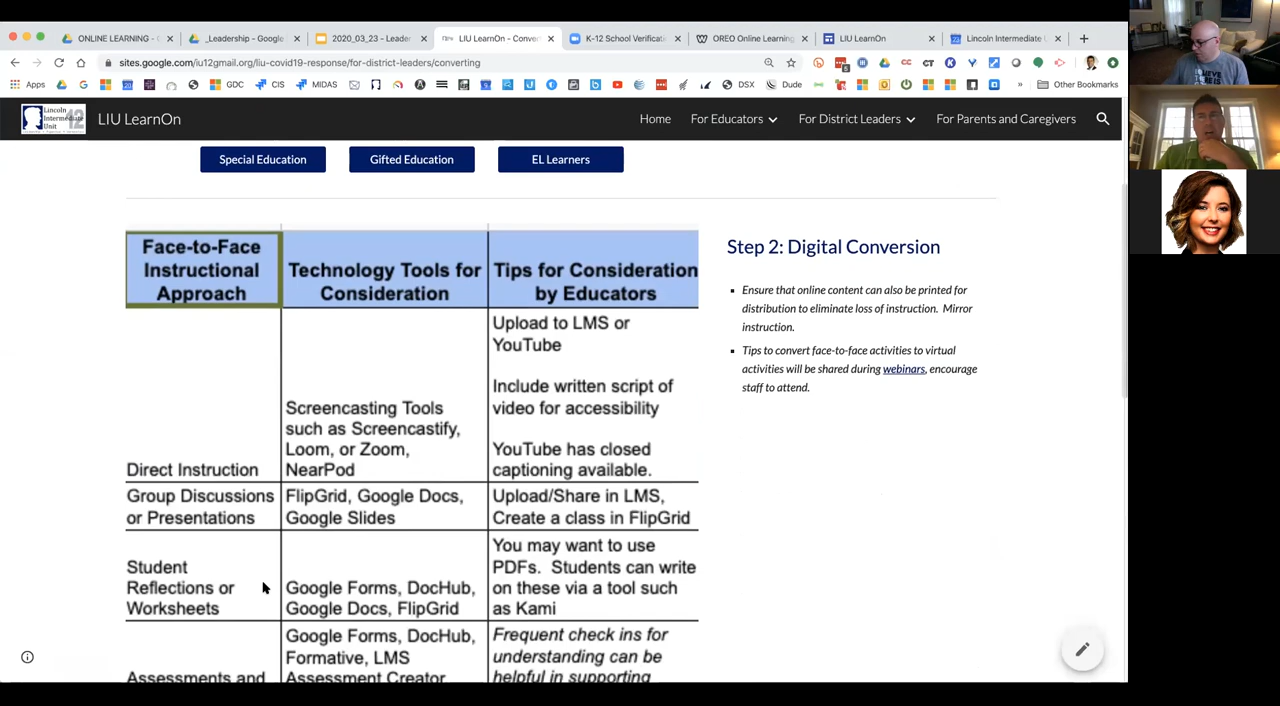 ONLINE LEARNING -
_Leadership - Google
2020_03_23 - Leader
LIU LearnOn - Conver
K-12 School Verificati
OREO Online Learning
LIU LearnOn
Lincoln Intermediate U
sites.google.com/iu12gmail.org/liu-covid19-response/for-district-leaders/converting
Apps
GDC
CIS
MIDAS
DSX
Dude
Other Bookmarks
Lincoln
Intermediate
Unit
12
LIU LearnOn
Home
For Educators
For District Leaders
For Parents and Caregivers
Special Education
Gifted Education
EL Learners
Face-to-Face
Instructional
Approach
Technology Tools for
Consideration
Tips for Consideration
by Educators
Direct Instruction
Screencasting Tools
such as Screencastify,
Loom, or Zoom,
NearPod
Upload to LMS or
YouTube
Include written script of
video for accessibility
YouTube has closed
captioning available.
Group Discussions
or Presentations
FlipGrid, Google Docs,
Google Slides
Upload/Share in LMS,
Create a class in FlipGrid
Student
Reflections or
Worksheets
Google Forms, DocHub,
Google Docs, FlipGrid
You may want to use
PDFs. Students can write
on these via a tool such
as Kami
Assessments and
Google Forms, DocHub,
Formative, LMS
Assessment Creator
Frequent check ins for
understanding can be
helpful in supporting
Step 2: Digital Conversion
Ensure that online content can also be printed for
distribution to eliminate loss of instruction. Mirror
instruction.
Tips to convert face-to-face activities to virtual
activities will be shared during webinars, encourage
staff to attend.